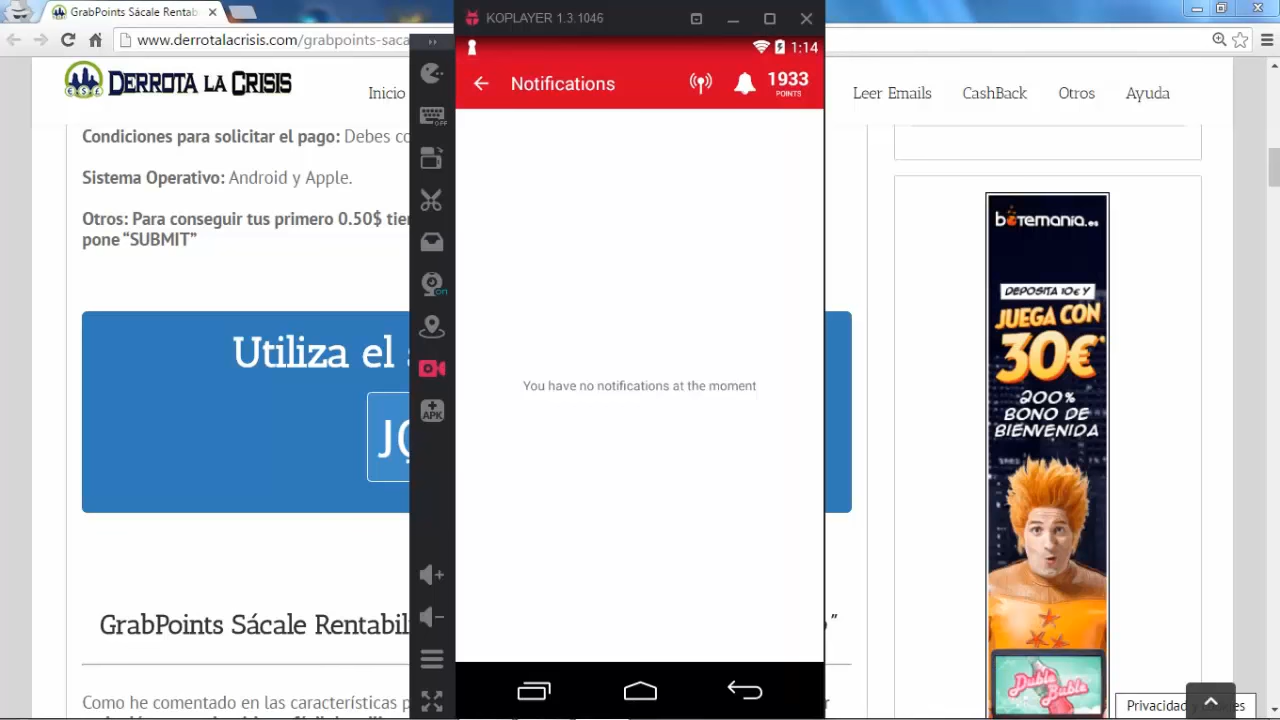 GrabPoints Sácale Rentab
KOPLAYER 1.3.1046
www.derrotalacrisis.com/grabpoints-saca
1:14
DERROTA LA CRISIS
Inicio
Notifications
1933
POINTS
Leer Emails
CashBack
Otros
Ayuda
OFF
on
APK
Condiciones para solicitar el pago: Debes co
Sistema Operativo: Android y Apple.
Otros: Para conseguir tus primero 0.50$ tie
pone “SUBMIT”
Utiliza el
You have no notifications at the moment
botemania.es
DEPOSITA 10€ Y
JUEGA CON
30€
200%
BONO DE
BIENVENIDA
GrabPoints Sácale Rentabil
”
Como he comentado en las características p
Privacidad y